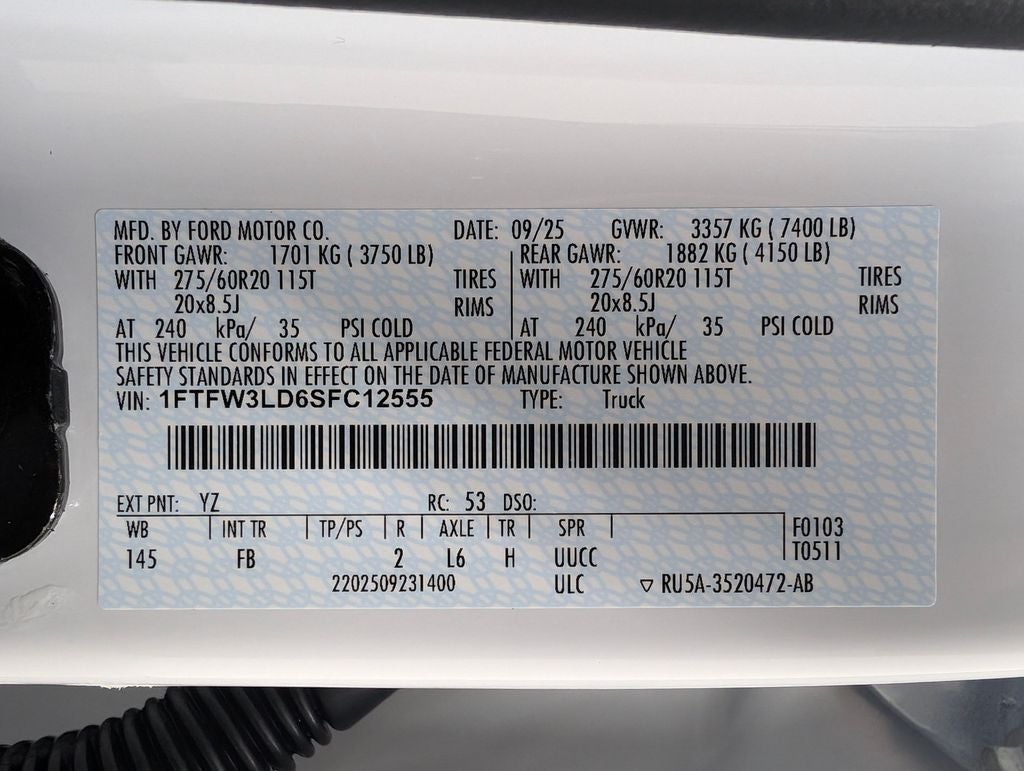 MFD. BY FORD MOTOR CO. DATE: 09/25 GVWR: 3357 KG ( 7400 LB)
FRONT GAWR: 1701 KG ( 3750 LB) REAR GAWR: 1882 KG ( 4150 LB)
WITH 275/60R20 115T TIRES WITH 275/60R20 115T TIRES
20x8.5J RIMS 20x8.5J RIMS
AT 240 kPa/ 35 PSI COLD AT 240 kPa/ 35 PSI COLD
THIS VEHICLE CONFORMS TO ALL APPLICABLE FEDERAL MOTOR VEHICLE
SAFETY STANDARDS IN EFFECT ON THE DATE OF MANUFACTURE SHOWN ABOVE.
VIN: 1FTFW3LD6SFC12555 TYPE: Truck
EXT PNT: YZ RC: 53 DSO:
WB INT TR TP/PS R AXLE TR SPR F0103
145 FB 2 L6 H UUCC T0511
2202509231400 ULC ▽ RU5A-3520472-AB